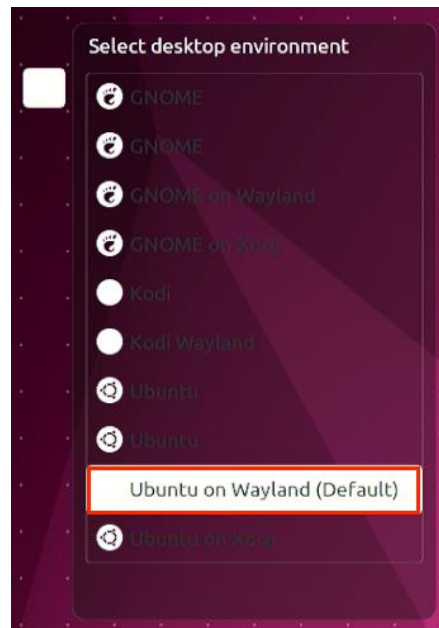 Select desktop environment
GNOME
GNOME
GNOME on Wayland
GNOME on Xorg
Kodi
Kodi Wayland
Ubuntu
Ubuntu
Ubuntu on Wayland (Default)
Ubuntu on Xorg